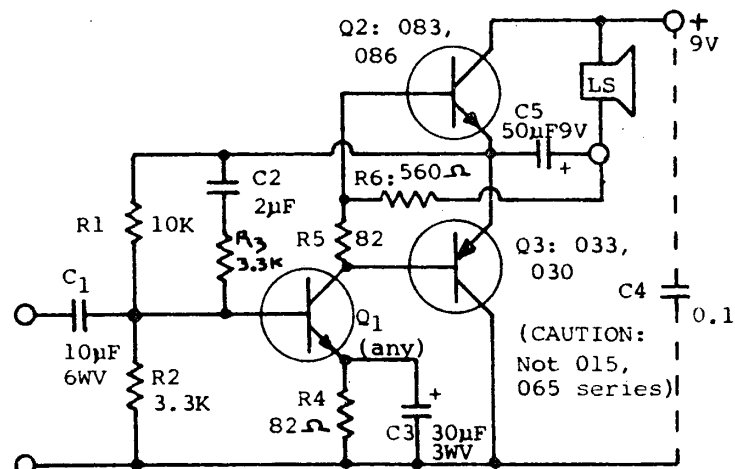 Q2: 083,
086
+
9V
LS
C5
50µF9V
+
C2
2µF
R6:560Ω
R1
10K
R3
3.3K
R5
82
Q3: 033,
030
C1
10µF
6WV
Q1
(any)
C4
0.1
(CAUTION:
Not 015,
065 series)
R2
3.3K
R4
82Ω
+
C3
30µF
3WV